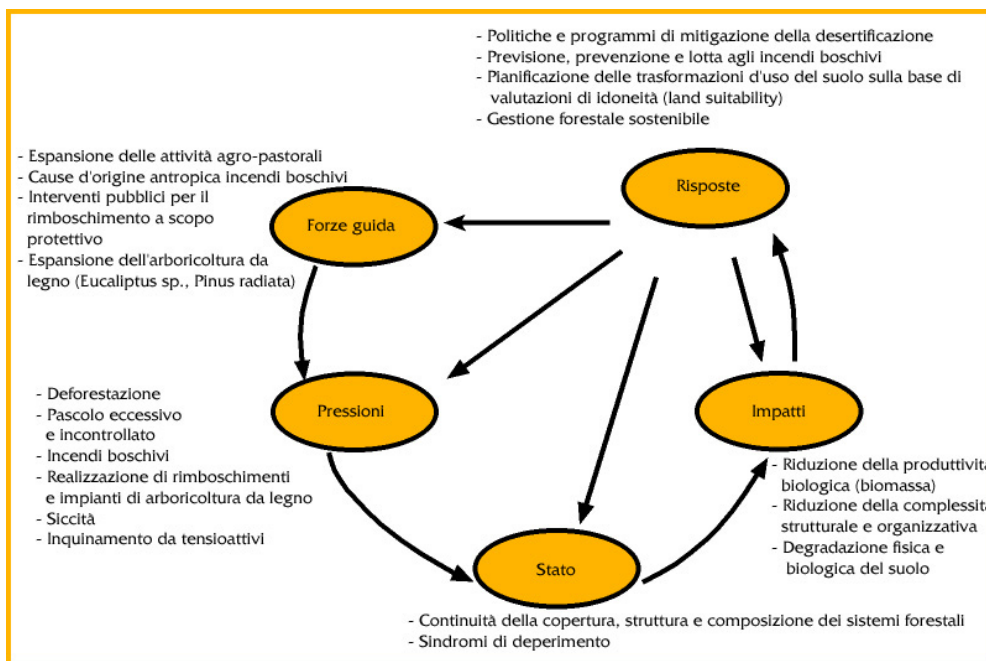 - Politiche e programmi di mitigazione della desertificazione
- Previsione, prevenzione e lotta agli incendi boschivi
- Pianificazione delle trasformazioni d'uso del suolo sulla base di
valutazioni di idoneità (land suitability)
- Gestione forestale sostenibile
- Espansione delle attività agro-pastorali
- Cause d'origine antropica incendi boschivi
- Interventi pubblici per il
rimboschimento a scopo
protettivo
- Espansione dell'arboricoltura da
legno (Eucaliptus sp., Pinus radiata)
Risposte
Forze guida
- Deforestazione
- Pascolo eccessivo
e incontrollato
- Incendi boschivi
- Realizzazione di rimboschimenti
e impianti di arboricoltura da legno
- Siccità
- Inquinamento da tensioattivi
Pressioni
Impatti
- Riduzione della produttività
biologica (biomassa)
- Riduzione della complessità
strutturale e organizzativa
- Degradazione fisica e
biologica del suolo
Stato
- Continuità della copertura, struttura e composizione dei sistemi forestali
- Sindromi di deperimento